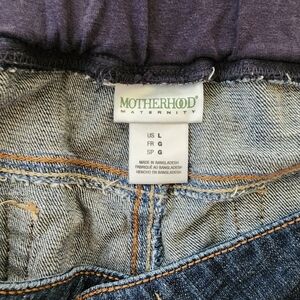 MOTHERHOOD®
MATERNITY
US L
FR G
SP G
MADE IN BANGLADESH
FABRIQUÉ AU BANGLADESH
HECHO EN BANGLADESH